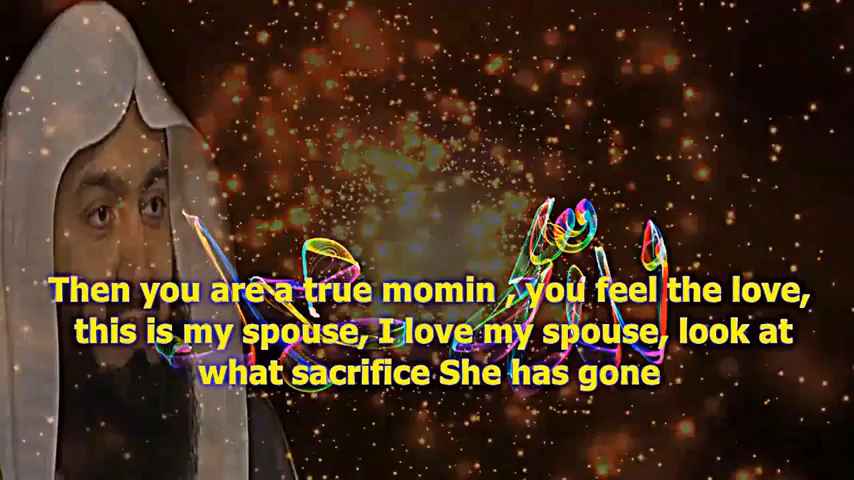 Then you are a true momin , you feel the love,
this is my spouse, I love my spouse, look at
what sacrifice She has gone